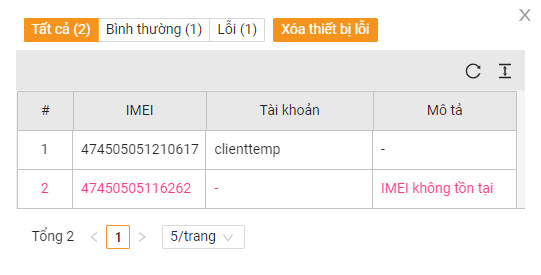 Tất cả (2) Bình thường (1) Lỗi (1) Xóa thiết bị lỗi
# IMEI Tài khoản Mô tả
1 474505051210617 clienttemp -
2 47450505116262 - IMEI không tồn tại
Tổng 2 < 1 > 5/trang